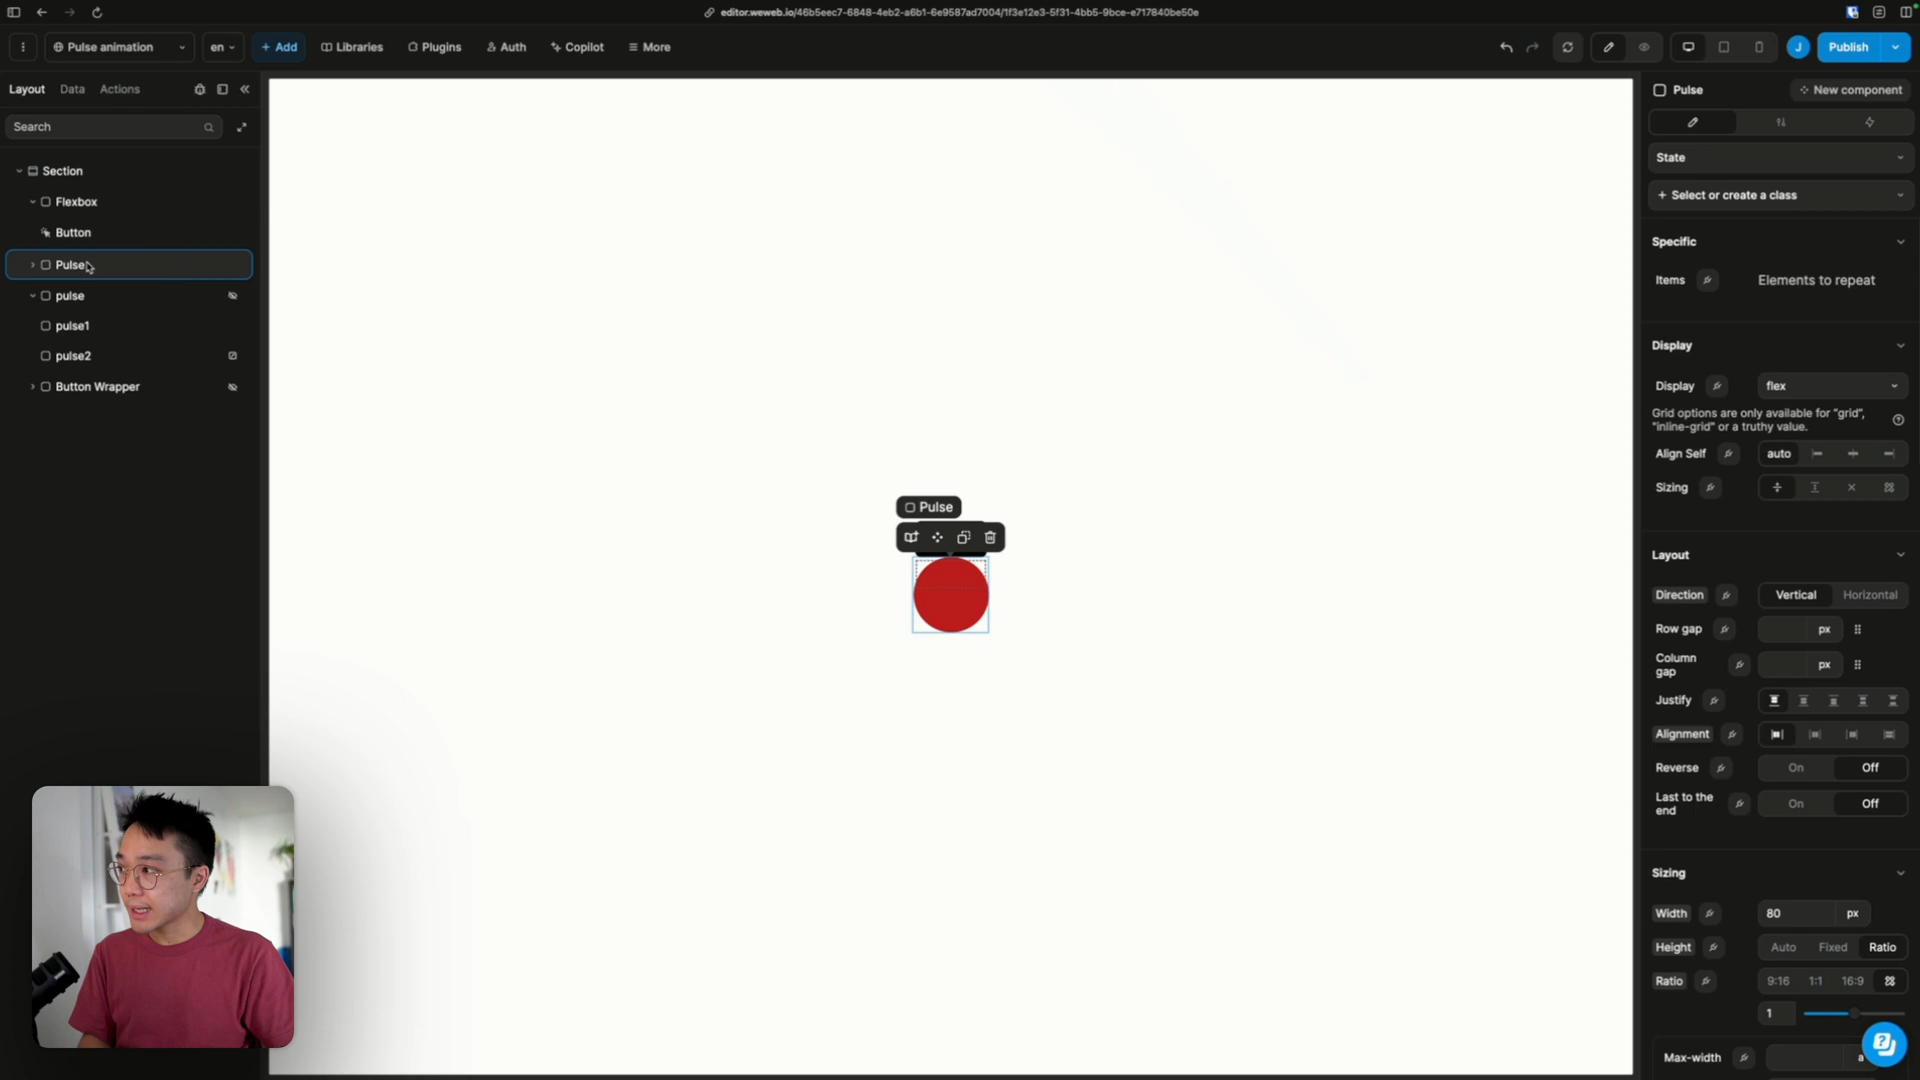 editor.weweb.io/46b5eec7-6848-4eb2-a6b1-6e9587ad7004/1f3e12e3-5f31-4bb5-9bce-e717840be50e
Pulse animation
en
+ Add
Libraries
Plugins
Auth
Copilot
More
J
Publish
Layout
Data
Actions
Search
Section
Flexbox
Button
Pulse
pulse
pulse1
pulse2
Button Wrapper
Pulse
Pulse
New component
State
+ Select or create a class
Specific
Items
Elements to repeat
Display
Display
flex
Grid options are only available for "grid",
"inline-grid" or a truthy value.
Align Self
auto
Sizing
Layout
Direction
Vertical
Horizontal
Row gap
px
Column
gap
px
Justify
Alignment
Reverse
On
Off
Last to the
end
On
Off
Sizing
Width
80
px
Height
Auto
Fixed
Ratio
Ratio
9:16
1:1
16:9
1
Max-width
a